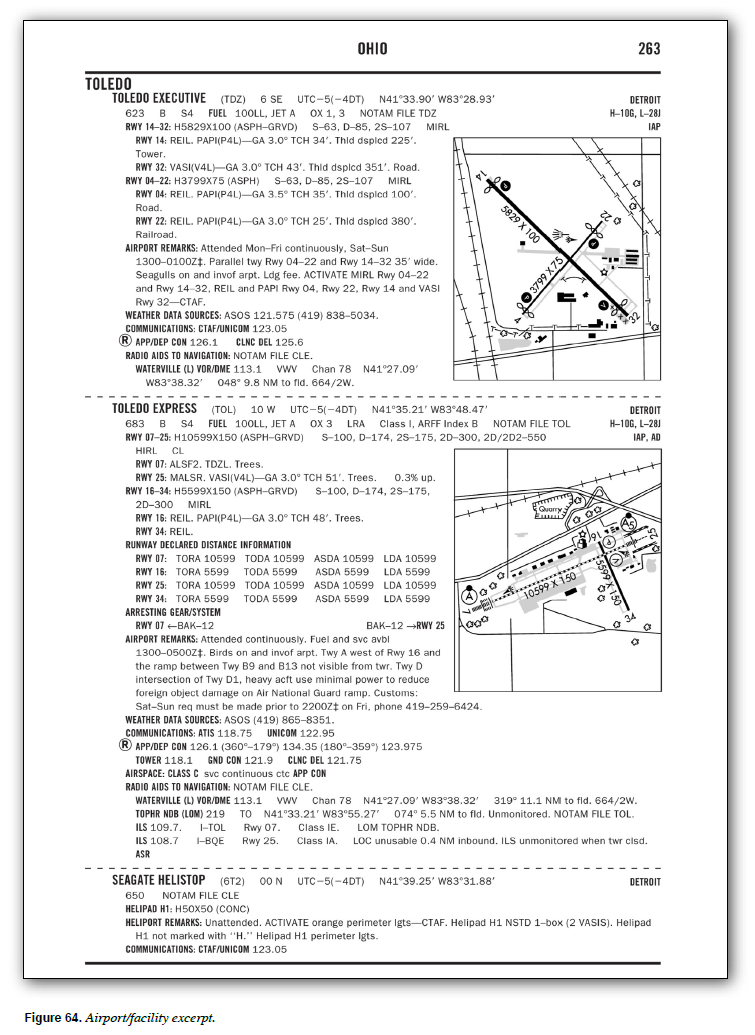 OHIO 263
TOLEDO
TOLEDO EXECUTIVE (TDZ) 6 SE UTC–5(–4DT) N41°33.90′ W83°28.93′ DETROIT
623 B S4 FUEL 100LL, JET A OX 1, 3 NOTAM FILE TDZ H–10G, L–28J
RWY 14–32: H5829X100 (ASPH–GRVD) S–63, D–85, 2S–107 MIRL IAP
RWY 14: REIL. PAPI(P4L)—GA 3.0° TCH 34′. Thld dsplcd 225′.
Tower.
RWY 32: VASI(V4L)—GA 3.0° TCH 43′. Thld dsplcd 351′. Road.
RWY 04–22: H3799X75 (ASPH) S–63, D–85, 2S–107 MIRL
RWY 04: REIL. PAPI(P4L)—GA 3.5° TCH 35′. Thld dsplcd 100′.
Road.
RWY 22: REIL. PAPI(P4L)—GA 3.0° TCH 25′. Thld dsplcd 380′.
Railroad.
AIRPORT REMARKS: Attended Mon–Fri continuously, Sat–Sun
1300–0100Z‡. Parallel twy Rwy 04–22 and Rwy 14–32 35′ wide.
Seagulls on and invof arpt. Ldg fee. ACTIVATE MIRL Rwy 04–22
and Rwy 14–32, REIL and PAPI Rwy 04, Rwy 22, Rwy 14 and VASI
Rwy 32—CTAF.
WEATHER DATA SOURCES: ASOS 121.575 (419) 838–5034.
COMMUNICATIONS: CTAF/UNICOM 123.05
Ⓡ APP/DEP CON 126.1 CLNC DEL 125.6
RADIO AIDS TO NAVIGATION: NOTAM FILE CLE.
WATERVILLE (L) VOR/DME 113.1 VWV Chan 78 N41°27.09′
W83°38.32′ 048° 9.8 NM to fld. 664/2W.
14
5829 X 100
22
3799 X 75
4
32
TOLEDO EXPRESS (TOL) 10 W UTC–5(–4DT) N41°35.21′ W83°48.47′ DETROIT
683 B S4 FUEL 100LL, JET A OX 3 LRA Class I, ARFF Index B NOTAM FILE TOL H–10G, L–28J
RWY 07–25: H10599X150 (ASPH–GRVD) S–100, D–174, 2S–175, 2D–300, 2D/2D2–550 IAP, AD
HIRL CL
RWY 07: ALSF2. TDZL. Trees.
RWY 25: MALSR. VASI(V4L)—GA 3.0° TCH 51′. Trees. 0.3% up.
RWY 16–34: H5599X150 (ASPH–GRVD) S–100, D–174, 2S–175,
2D–300 MIRL
RWY 16: REIL. PAPI(P4L)—GA 3.0° TCH 48′. Trees.
RWY 34: REIL.
RUNWAY DECLARED DISTANCE INFORMATION
RWY 07: TORA 10599 TODA 10599 ASDA 10599 LDA 10599
RWY 16: TORA 5599 TODA 5599 ASDA 5599 LDA 5599
RWY 25: TORA 10599 TODA 10599 ASDA 10599 LDA 10599
RWY 34: TORA 5599 TODA 5599 ASDA 5599 LDA 5599
ARRESTING GEAR/SYSTEM
RWY 07 ←BAK–12 BAK–12 →RWY 25
AIRPORT REMARKS: Attended continuously. Fuel and svc avbl
1300–0500Z‡. Birds on and invof arpt. Twy A west of Rwy 16 and
the ramp between Twy B9 and B13 not visible from twr. Twy D
intersection of Twy D1, heavy acft use minimal power to reduce
foreign object damage on Air National Guard ramp. Customs:
Sat–Sun req must be made prior to 2200Z‡ on Fri, phone 419–259–6424.
WEATHER DATA SOURCES: ASOS (419) 865–8351.
COMMUNICATIONS: ATIS 118.75 UNICOM 122.95
Ⓡ APP/DEP CON 126.1 (360°–179°) 134.35 (180°–359°) 123.975
TOWER 118.1 GND CON 121.9 CLNC DEL 121.75
AIRSPACE: CLASS C svc continuous ctc APP CON
RADIO AIDS TO NAVIGATION: NOTAM FILE CLE.
WATERVILLE (L) VOR/DME 113.1 VWV Chan 78 N41°27.09′ W83°38.32′ 319° 11.1 NM to fld. 664/2W.
TOPHR NDB (LOM) 219 TO N41°33.21′ W83°55.27′ 074° 5.5 NM to fld. Unmonitored. NOTAM FILE TOL.
ILS 109.7. I–TOL Rwy 07. Class IE. LOM TOPHR NDB.
ILS 108.7 I–BQE Rwy 25. Class IA. LOC unusable 0.4 NM inbound. ILS unmonitored when twr clsd.
ASR
Quarry
A5
16
25
A
10599 X 150
5599 X 150
7
34
SEAGATE HELISTOP (6T2) 00 N UTC–5(–4DT) N41°39.25′ W83°31.88′ DETROIT
650 NOTAM FILE CLE
HELIPAD H1: H50X50 (CONC)
HELIPORT REMARKS: Unattended. ACTIVATE orange perimeter lgts—CTAF. Helipad H1 NSTD 1–box (2 VASIS). Helipad
H1 not marked with ''H.'' Helipad H1 perimeter lgts.
COMMUNICATIONS: CTAF/UNICOM 123.05
Figure 64. Airport/facility excerpt.